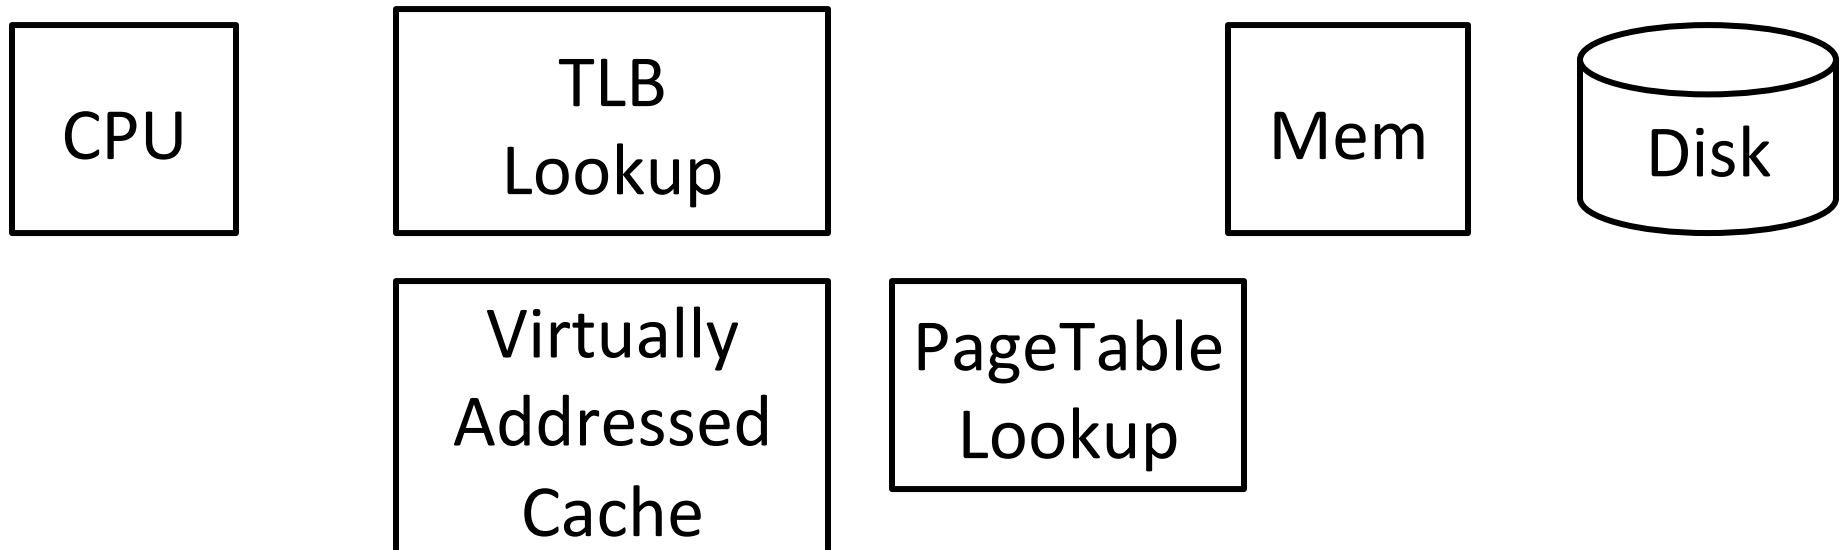 CPU
TLB
Lookup
Mem
Disk
Virtually
Addressed
Cache
PageTable
Lookup